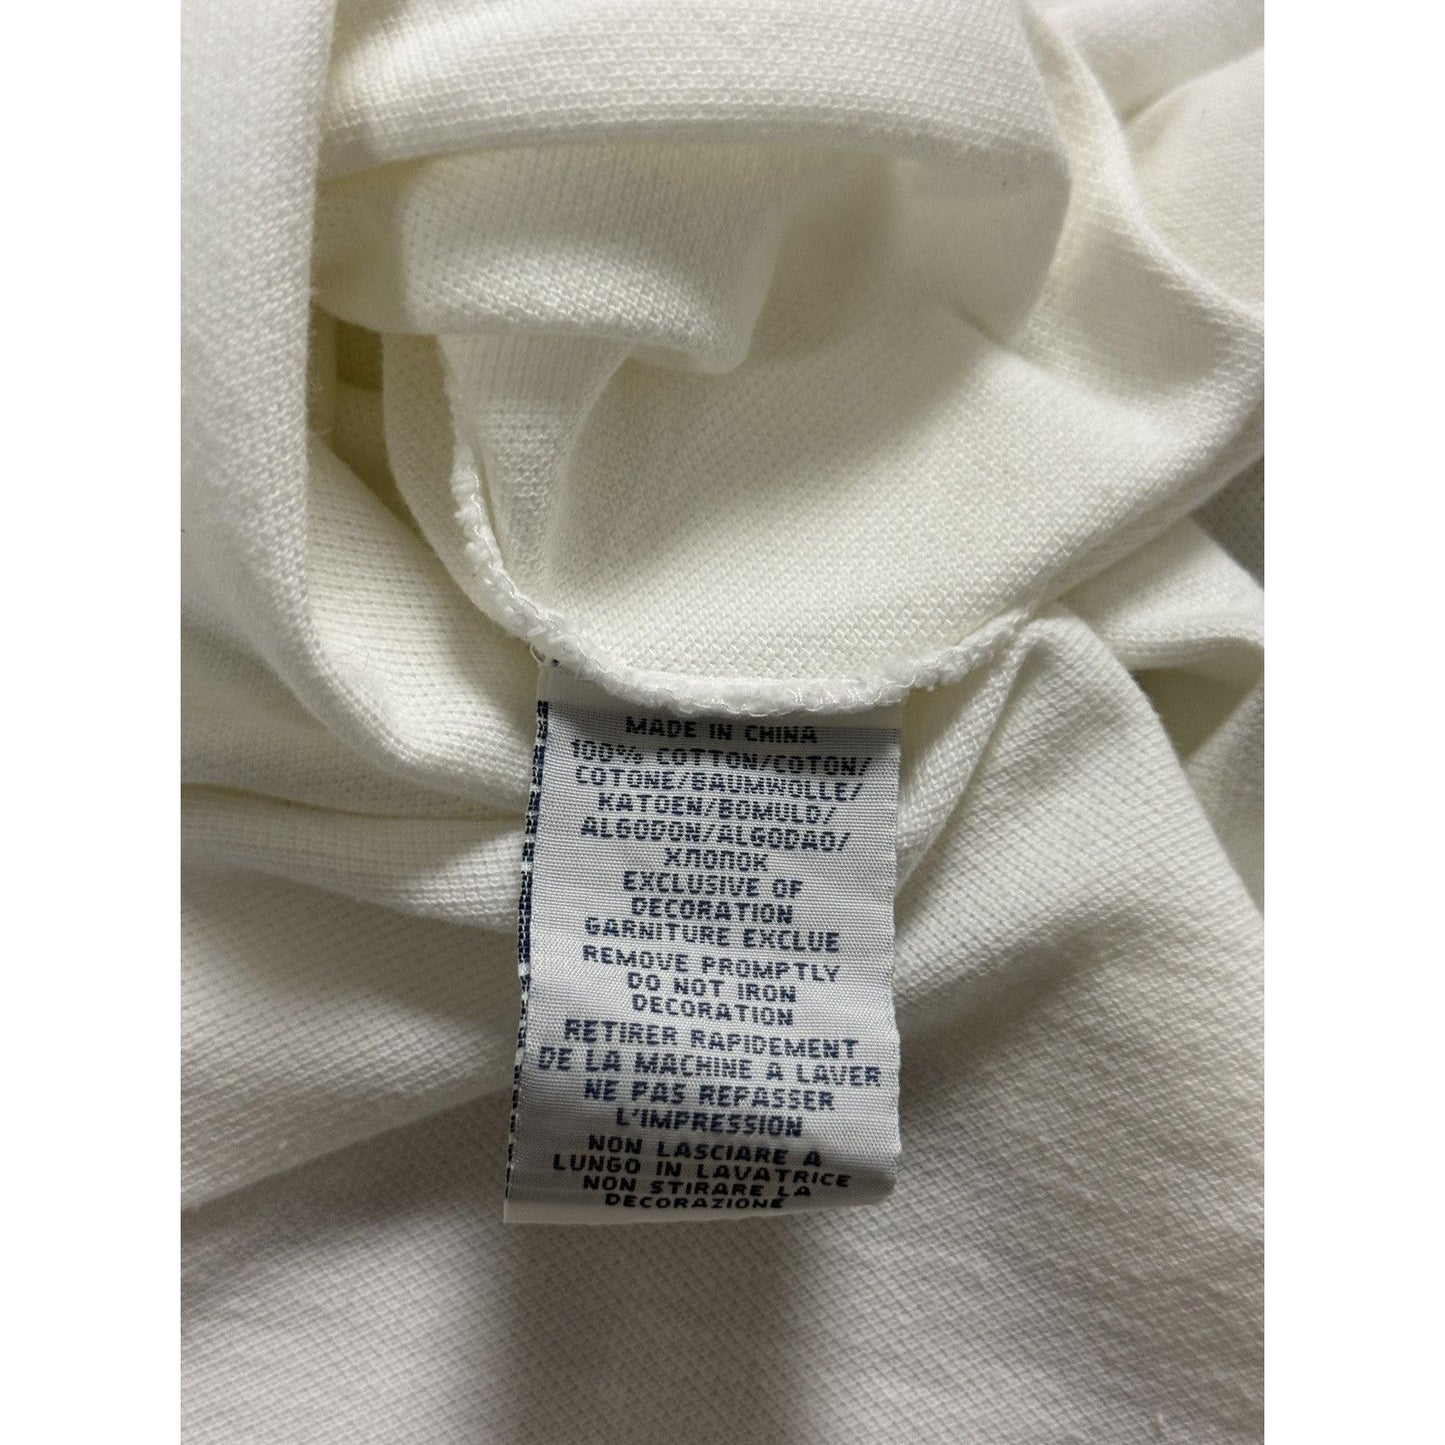 MADE IN CHINA
100% COTTON/COTON/
COTONE/BAUMWOLLE/
KATOEN/BOMULD/
ALGODON/ALGODAO/
ХЛОПОК
EXCLUSIVE OF
DECORATION
GARNITURE EXCLUE
REMOVE PROMPTLY
DO NOT IRON
DECORATION
RETIRER RAPIDEMENT
DE LA MACHINE A LAVER
NE PAS REPASSER
L'IMPRESSION
NON LASCIARE A
LUNGO IN LAVATRICE
NON STIRARE LA
DECORAZIONE